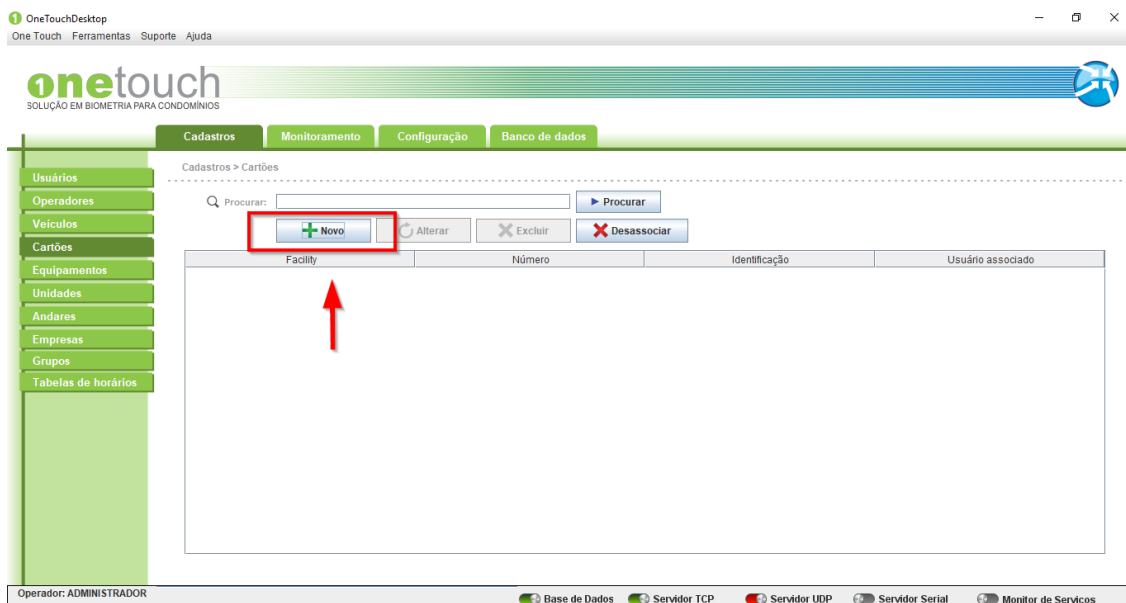 OneTouchDesktop
One Touch Ferramentas Suporte Ajuda
onetouch
SOLUÇÃO EM BIOMETRIA PARA CONDOMÍNIOS
Cadastros Monitoramento Configuração Banco de dados
Cadastros > Cartões
Usuários
Operadores
Veículos
Cartões
Equipamentos
Unidades
Andares
Empresas
Grupos
Tabelas de horários
Procurar: Procurar
Novo Alterar Excluir Desassociar
Facility Número Identificação Usuário associado
Operador: ADMINISTRADOR
Base de Dados Servidor TCP Servidor UDP Servidor Serial Monitor de Serviços